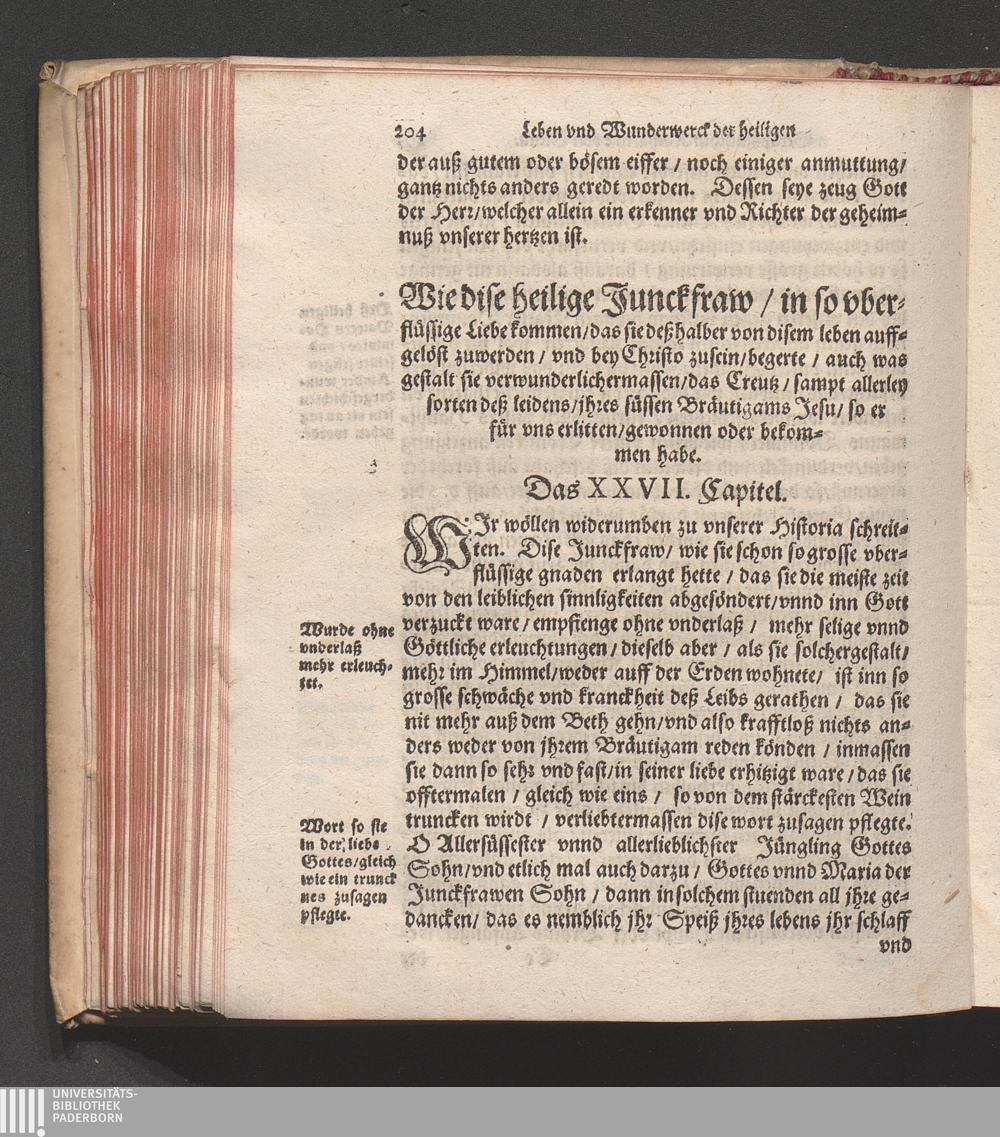 204 Leben vnd Wunderwerck der heiligen
der auß gutem oder bösem eiffer / noch einiger anmuttung/
gantz nichts anders geredt worden. Dessen seye zeug Gott
der Herr/welcher allein ein erkenner vnd Richter der geheim-
nuß vnserer hertzen ist.
Wie dise heilige Junckfraw / in so vber-
flüssige Liebe kommen/das sie deßhalber von disem leben auff-
gelöst zuwerden / vnd bey Christo zusein/begerte / auch was
gestalt sie verwunderlichermassen/das Creutz / sampt allerley
sorten deß leidens/jhres süssen Bräutigams Jesu/ so er
für vns erlitten/gewonnen oder bekom-
men habe.
Das XXVII. Capitel.
WIr wöllen widerumben zu vnserer Historia schreit-
ten. Dise Junckfraw/ wie sie schon so grosse vber-
flüssige gnaden erlangt hette / das sie die meiste zeit
von den leiblichen sinnligkeiten abgesöndert/vnnd inn Gott
verzuckt ware/empfienge ohne vnderlaß / mehr selige vnnd
Göttliche erleuchtungen/dieselb aber / als sie solchergestalt/
mehr im Himmel/weder auff der Erden wohnete/ ist inn so
grosse schwäche vnd kranckheit deß Leibs gerathen / das sie
nit mehr auß dem Beth gehn/vnd also krafftloß nichts an-
ders weder von jhrem Bräutigam reden könden / inmassen
sie dann so sehr vnd fast/in seiner liebe erhitzigt ware/das sie
offtermalen / gleich wie eins / so von dem stärckesten Wein
truncken wirdt / verliebtermassen dise wort zusagen pflegte.
O Allersüssester vnnd allerlieblichster Jüngling Gottes
Sohn/vnd etlich mal auch darzu / Gottes vnnd Maria der
Junckfrawen Sohn / dann in solchem stuenden all jhre ge-
dancken/ das es nemblich jhr Speiß jhres lebens jhr schlaff
vnd
Wurde ohne
vnderlaß
mehr erleuch-
tet.
Wort so sie
in der liebe
Gottes/gleich
wie ein trunck
nes zusagen
pflegte.
UNIVERSITÄTS-
BIBLIOTHEK
PADERBORN